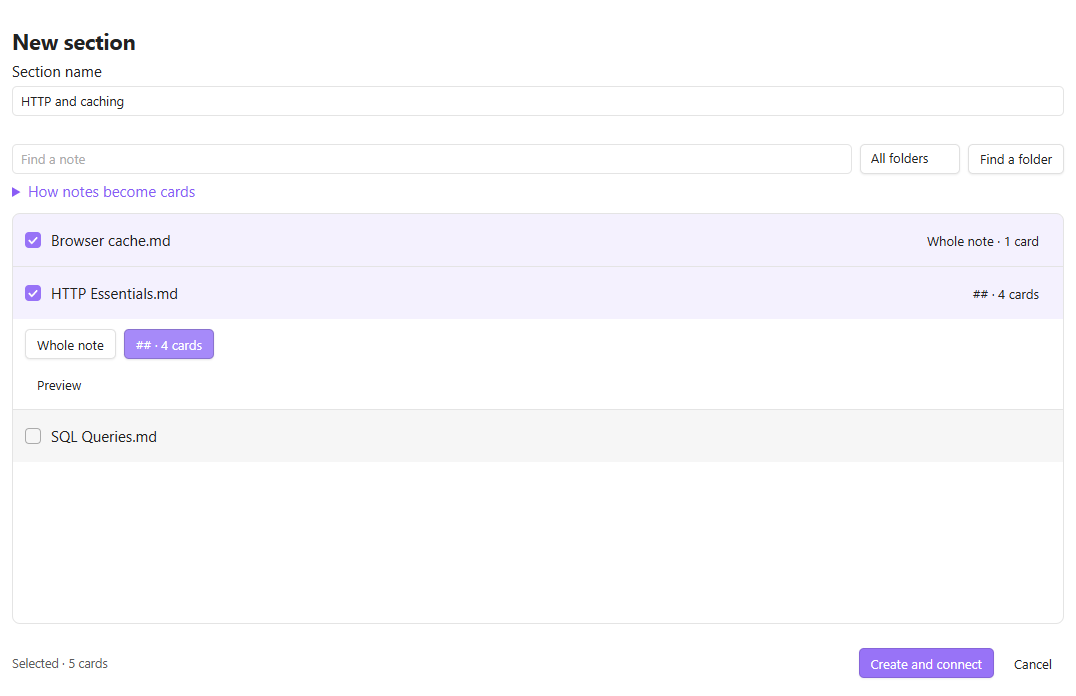 New section
Section name
HTTP and caching
Find a note
All folders
Find a folder
How notes become cards
Browser cache.md
Whole note · 1 card
HTTP Essentials.md
## · 4 cards
Whole note
## · 4 cards
Preview
SQL Queries.md
Selected · 5 cards
Create and connect
Cancel